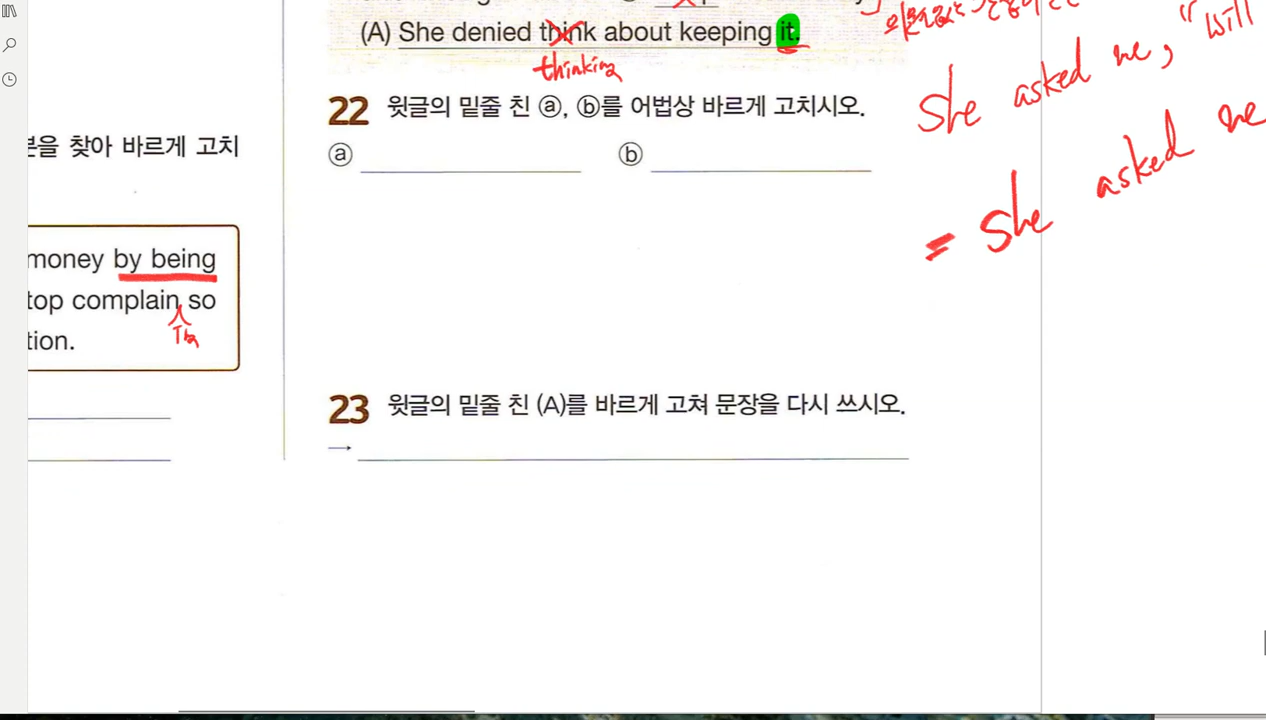 (A) She denied think about keeping it.
thinking
22 윗글의 밑줄 친 ⓐ, ⓑ를 어법상 바르게 고치시오.
ⓐ ⓑ
23 윗글의 밑줄 친 (A)를 바르게 고쳐 문장을 다시 쓰시오.
→
분을 찾아 바르게 고치
money by being
top complain so
ing
tion.
She asked me, "will
= She asked me